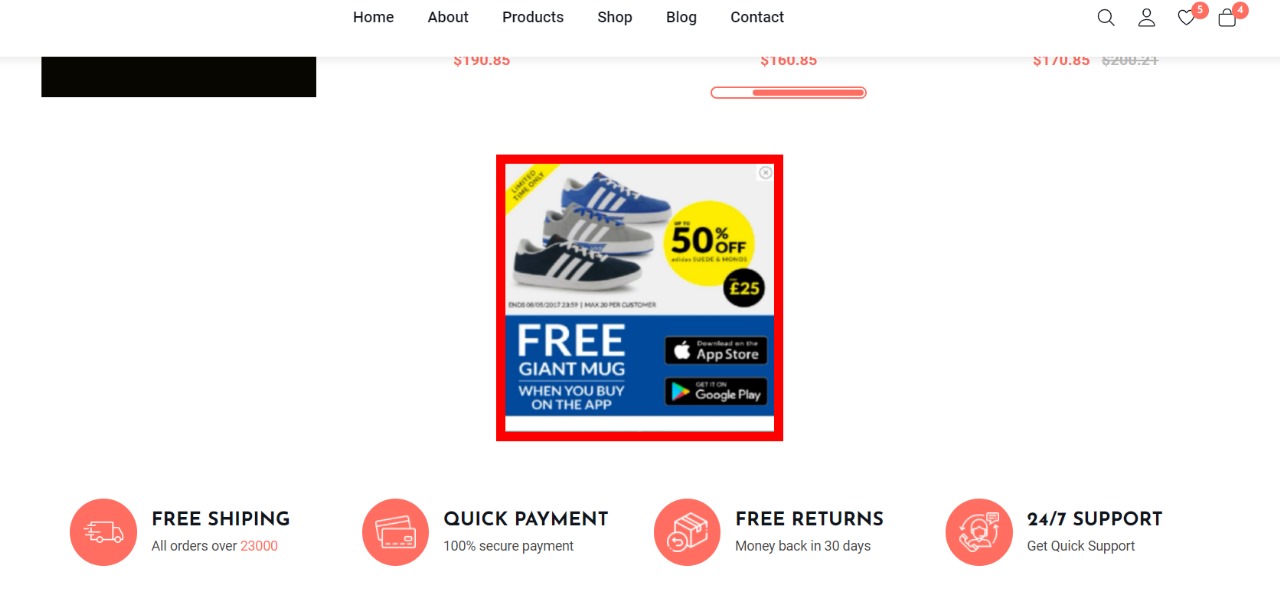 Home About Products Shop Blog Contact
5 4
$190.85 $160.85 $170.85 $200.21
LIMITED
TIME ONLY
UP TO
50% OFF
adidas SUEDE & MONOS
£25
ENDS 08/05/2017 23:59 | MAX 20 PER CUSTOMER
FREE
GIANT MUG
WHEN YOU BUY
ON THE APP
Download on the
App Store
GET IT ON
Google Play
FREE SHIPING
All orders over 23000
QUICK PAYMENT
100% secure payment
FREE RETURNS
Money back in 30 days
24/7 SUPPORT
Get Quick Support